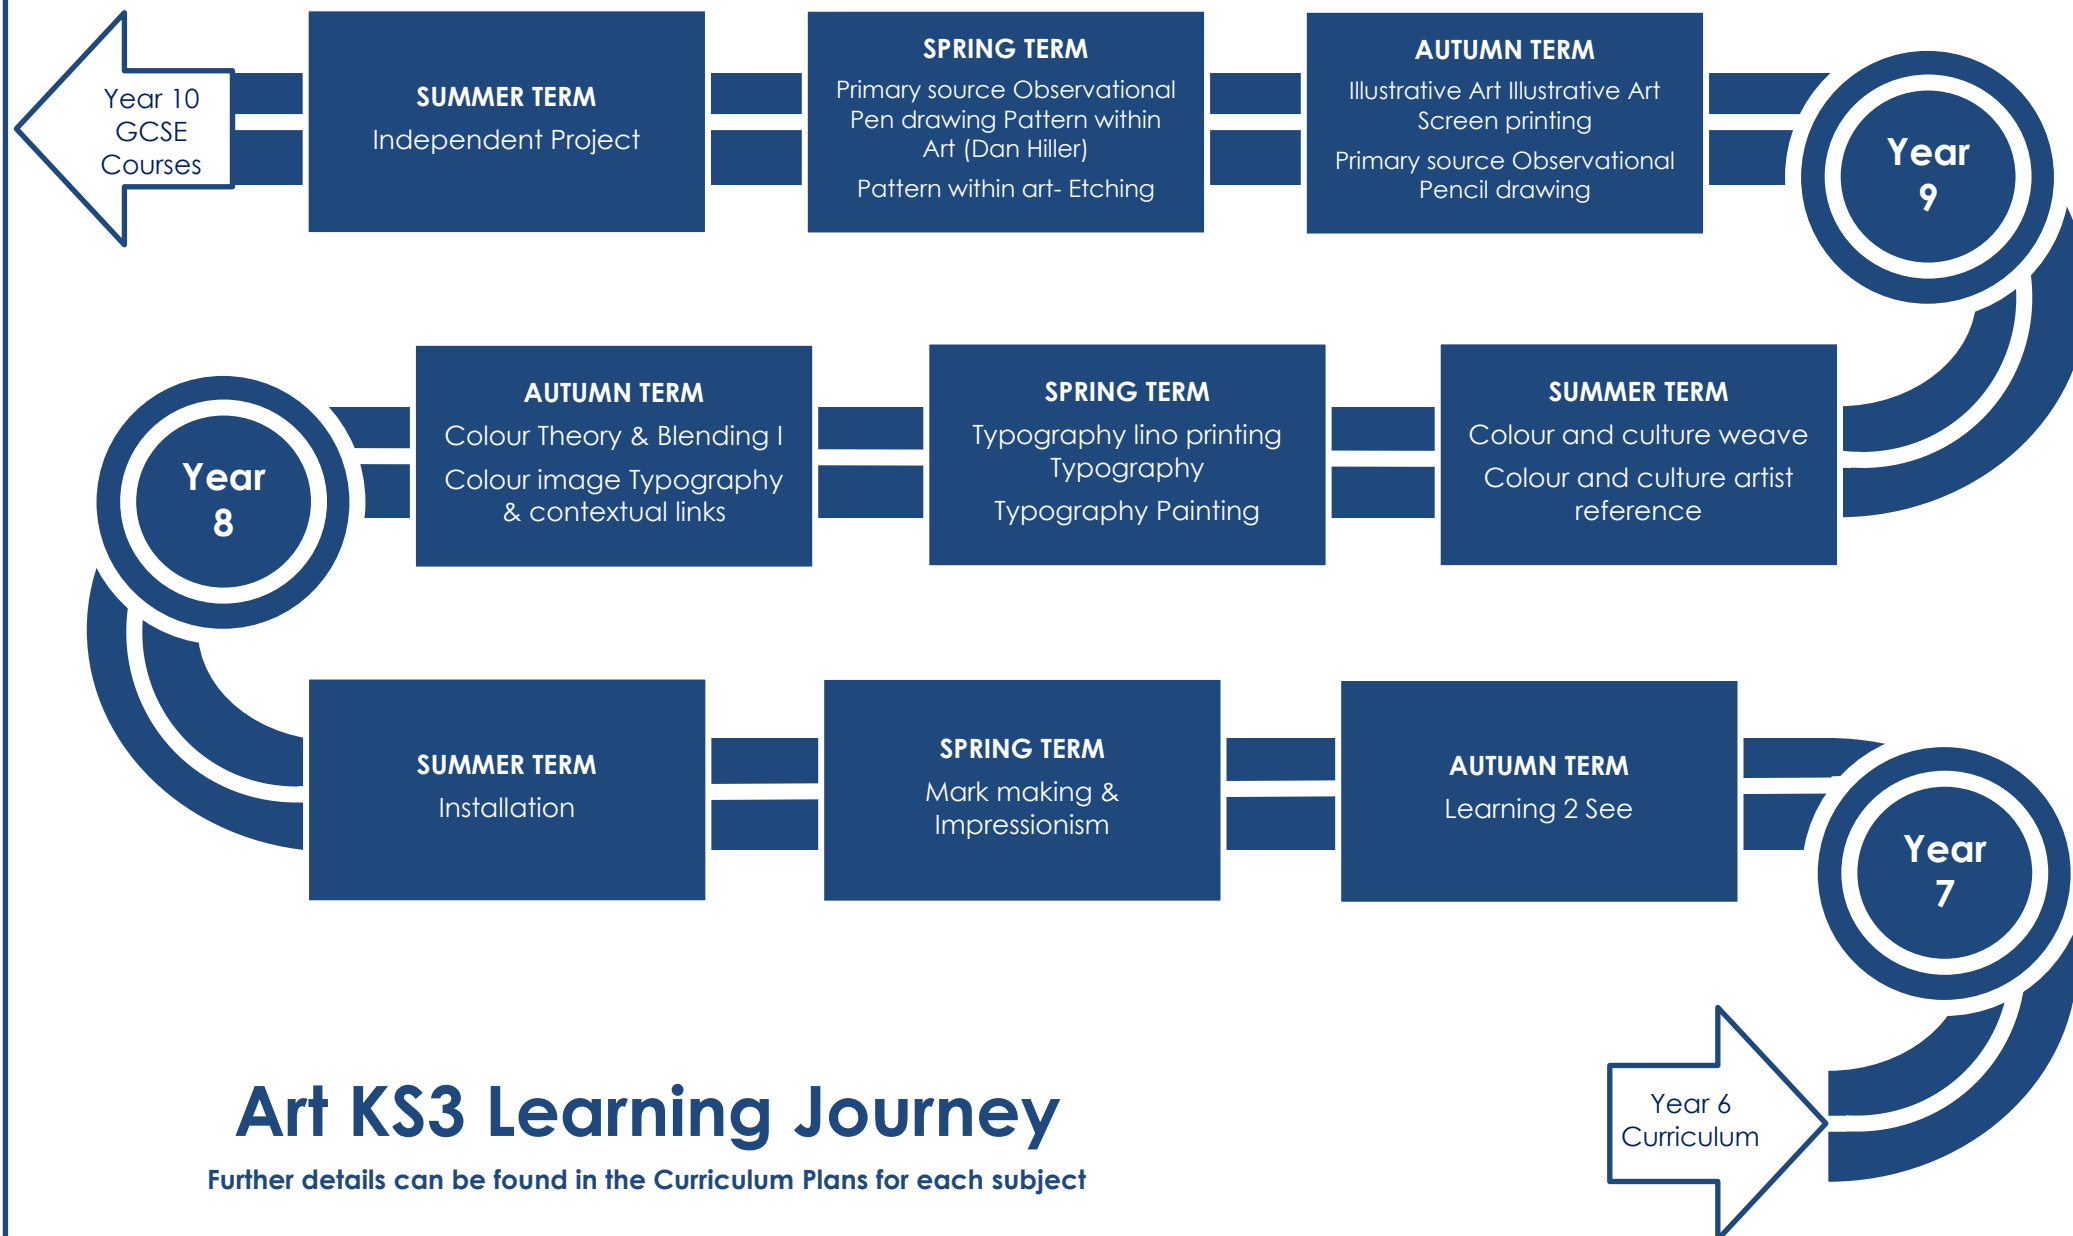 Year 10
GCSE
Courses
SUMMER TERM
Independent Project
SPRING TERM
Primary source Observational
Pen drawing Pattern within
Art (Dan Hiller)
Pattern within art- Etching
AUTUMN TERM
Illustrative Art Illustrative Art
Screen printing
Primary source Observational
Pencil drawing
Year
9
Year
8
AUTUMN TERM
Colour Theory & Blending I
Colour image Typography
& contextual links
SPRING TERM
Typography lino printing
Typography
Typography Painting
SUMMER TERM
Colour and culture weave
Colour and culture artist
reference
SUMMER TERM
Installation
SPRING TERM
Mark making &
Impressionism
AUTUMN TERM
Learning 2 See
Year
7
Year 6
Curriculum
Art KS3 Learning Journey
Further details can be found in the Curriculum Plans for each subject